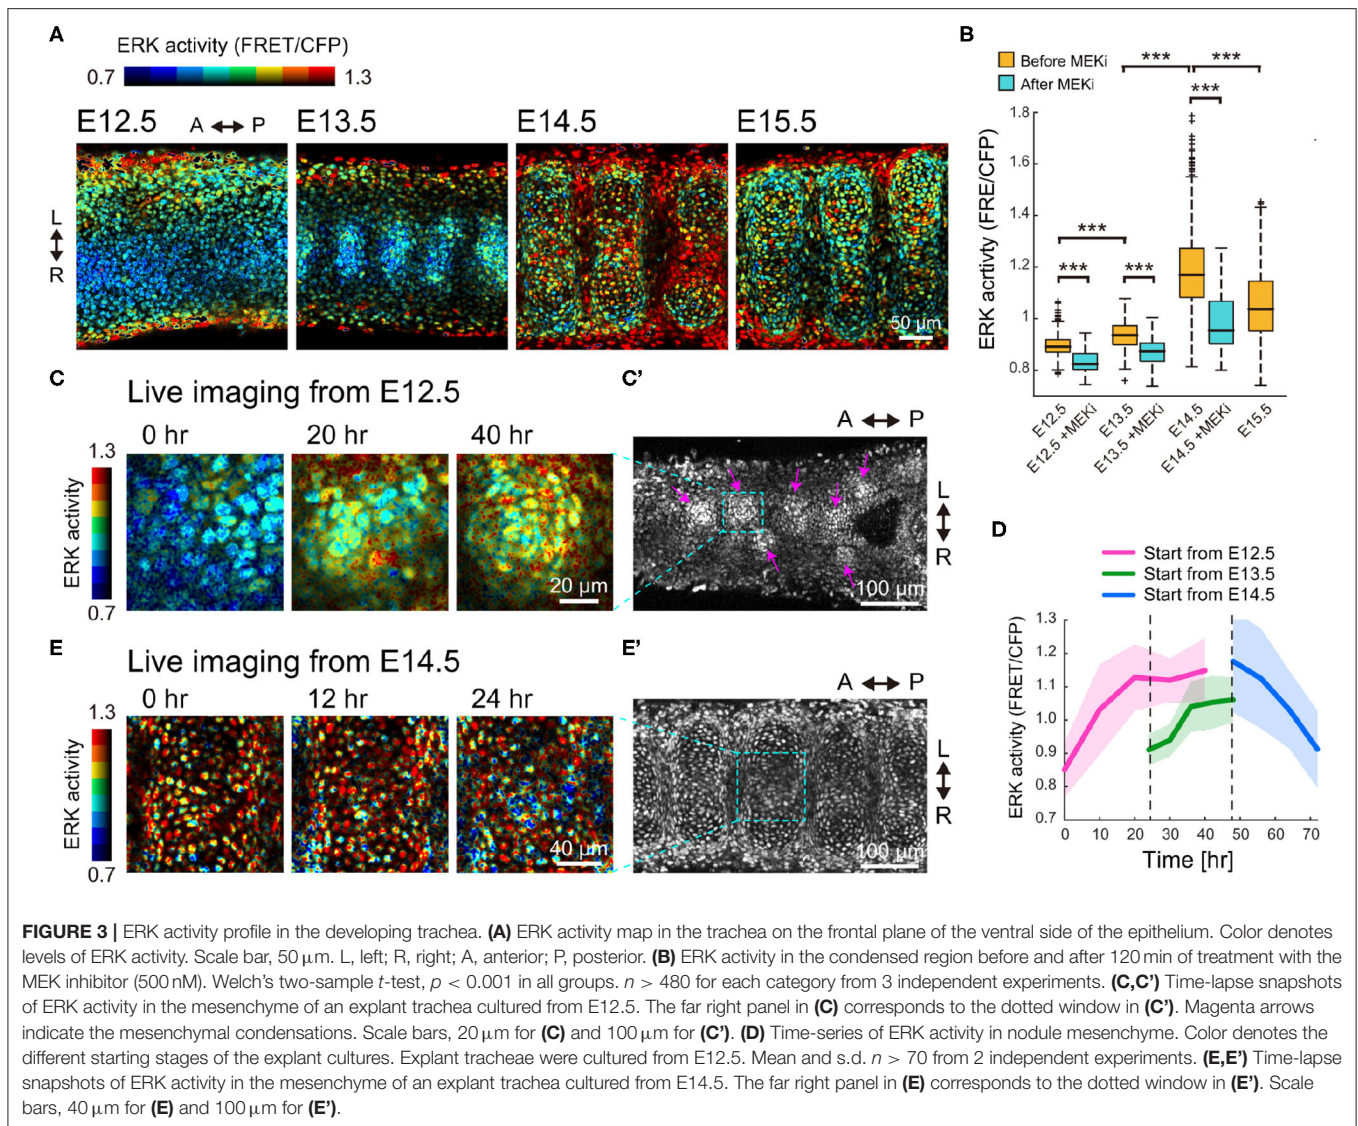 A
ERK activity (FRET/CFP)
0.7 1.3
E12.5 A P E13.5 E14.5 E15.5
L
R
50 µm
B
Before MEKi
After MEKi
*** ***
***
***
*** ***
1.8
1.6
1.4
1.2
1
0.8
ERK activity (FRE/CFP)
E12.5
E12.5 +MEKi
E13.5
E13.5 +MEKi
E14.5
E14.5 +MEKi
E15.5
C
Live imaging from E12.5
0 hr 20 hr 40 hr
1.3
ERK activity
0.7
20 µm
C’
A P
L
R
100 µm
D
Start from E12.5
Start from E13.5
Start from E14.5
1.3
1.2
1.1
1.0
0.9
0.8
0.7
ERK activity (FRET/CFP)
0 10 20 30 40 50 60 70
Time [hr]
E
Live imaging from E14.5
0 hr 12 hr 24 hr
1.3
ERK activity
0.7
40 µm
E’
A P
L
R
100 µm
FIGURE 3 | ERK activity profile in the developing trachea. (A) ERK activity map in the trachea on the frontal plane of the ventral side of the epithelium. Color denotes
levels of ERK activity. Scale bar, 50 µm. L, left; R, right; A, anterior; P, posterior. (B) ERK activity in the condensed region before and after 120 min of treatment with the
MEK inhibitor (500 nM). Welch’s two-sample t-test, p < 0.001 in all groups. n > 480 for each category from 3 independent experiments. (C,C’) Time-lapse snapshots
of ERK activity in the mesenchyme of an explant trachea cultured from E12.5. The far right panel in (C) corresponds to the dotted window in (C’). Magenta arrows
indicate the mesenchymal condensations. Scale bars, 20 µm for (C) and 100 µm for (C’). (D) Time-series of ERK activity in nodule mesenchyme. Color denotes the
different starting stages of the explant cultures. Explant tracheae were cultured from E12.5. Mean and s.d. n > 70 from 2 independent experiments. (E,E’) Time-lapse
snapshots of ERK activity in the mesenchyme of an explant trachea cultured from E14.5. The far right panel in (E) corresponds to the dotted window in (E’). Scale
bars, 40 µm for (E) and 100 µm for (E’).